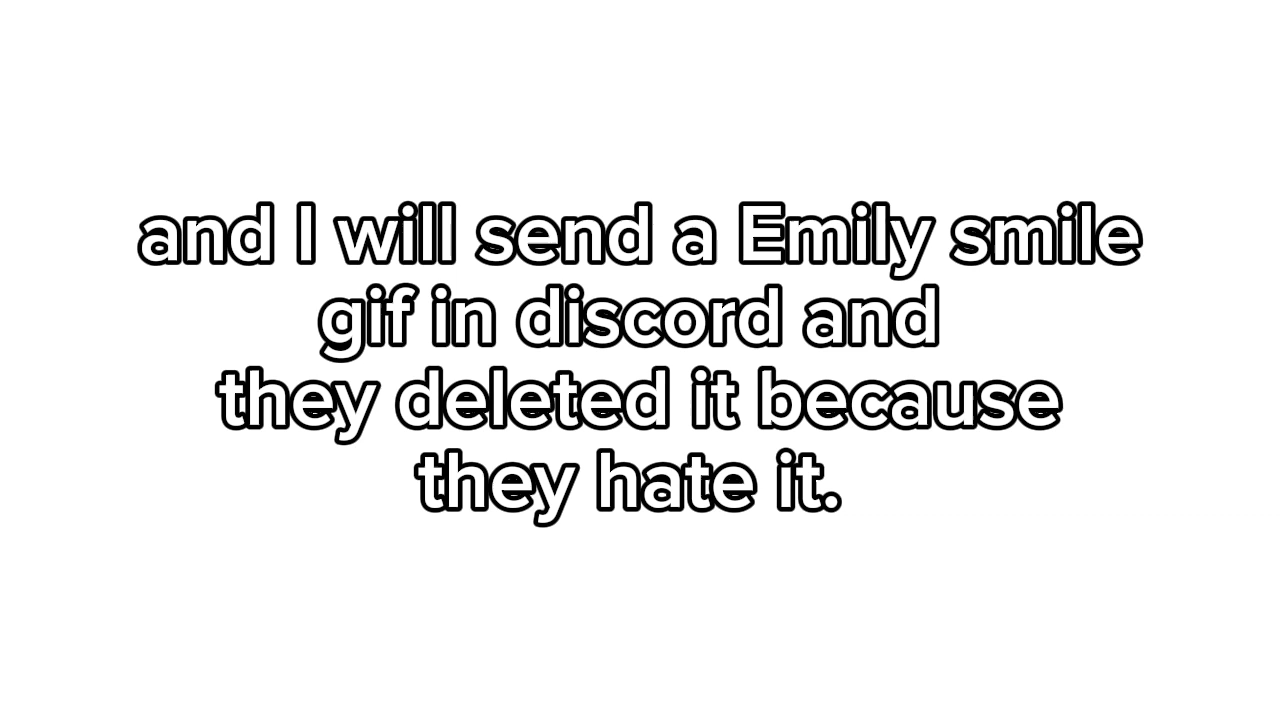 and I will send a Emily smile
gif in discord and
they deleted it because
they hate it.